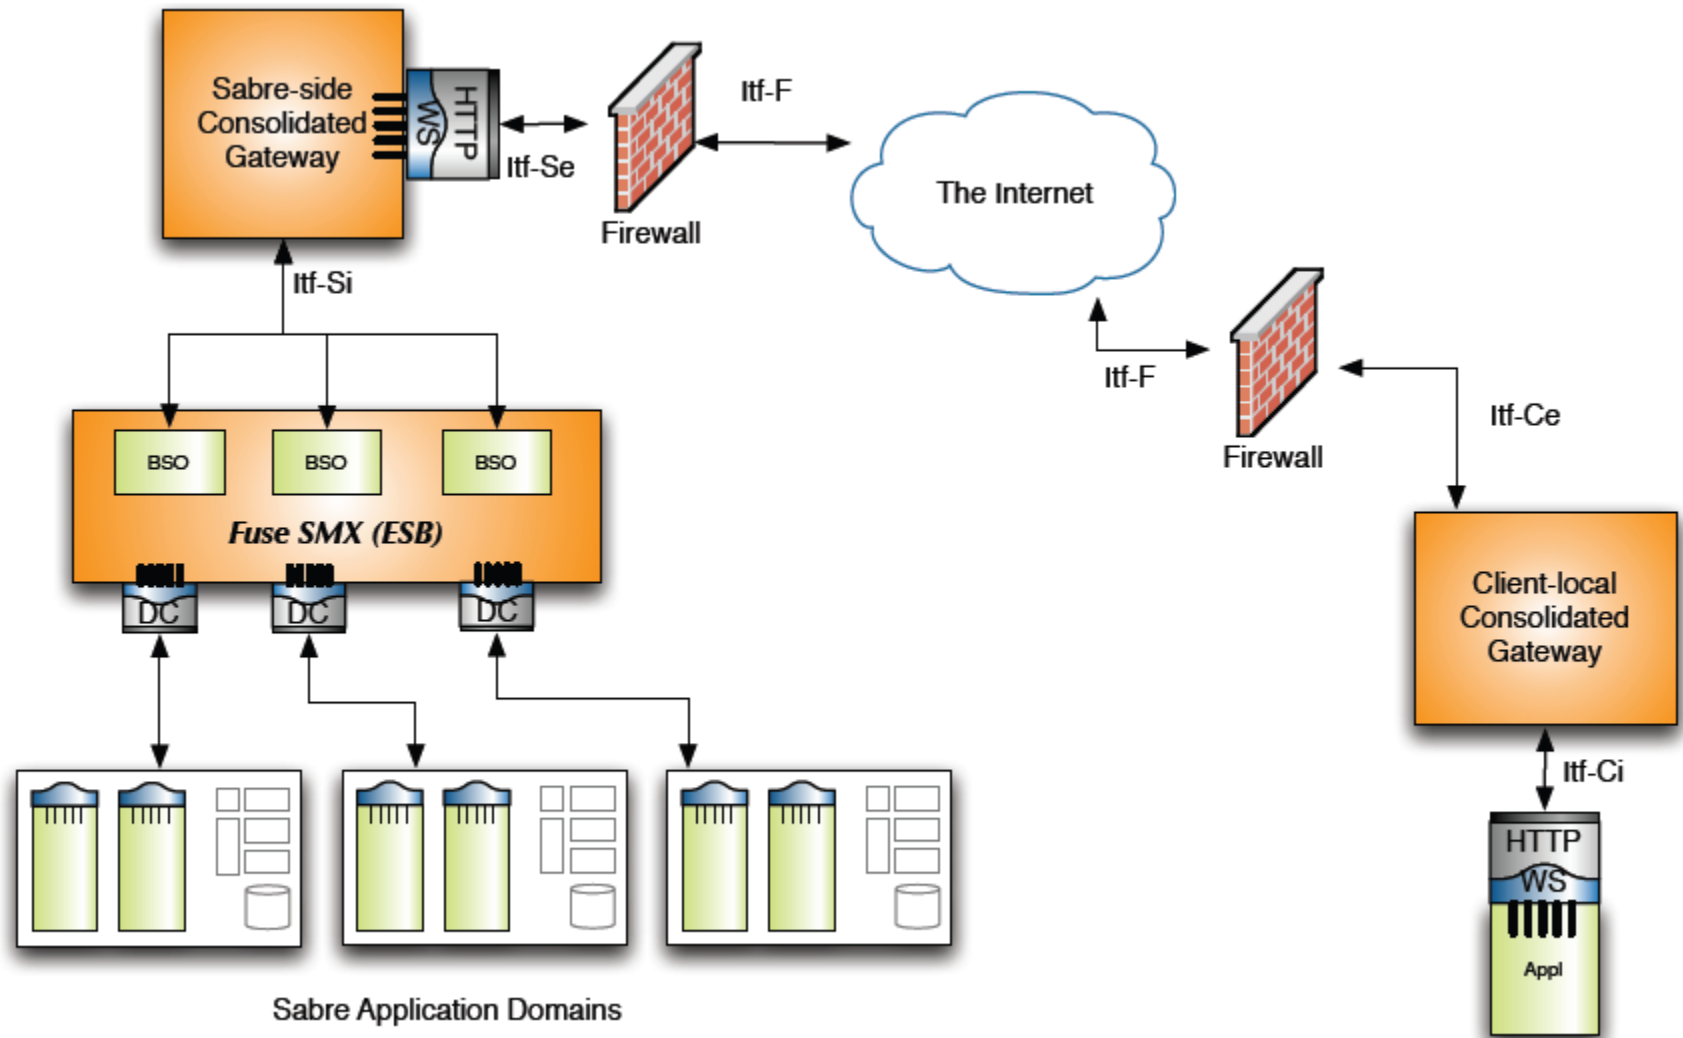 Sabre-side
Consolidated
Gateway
WS
HTTP
Itf-Se
Firewall
Itf-F
The Internet
Itf-Si
Itf-F
Firewall
Itf-Ce
BSO
BSO
BSO
Fuse SMX (ESB)
DC
DC
DC
Client-local
Consolidated
Gateway
Itf-Ci
HTTP
WS
Appl
Sabre Application Domains